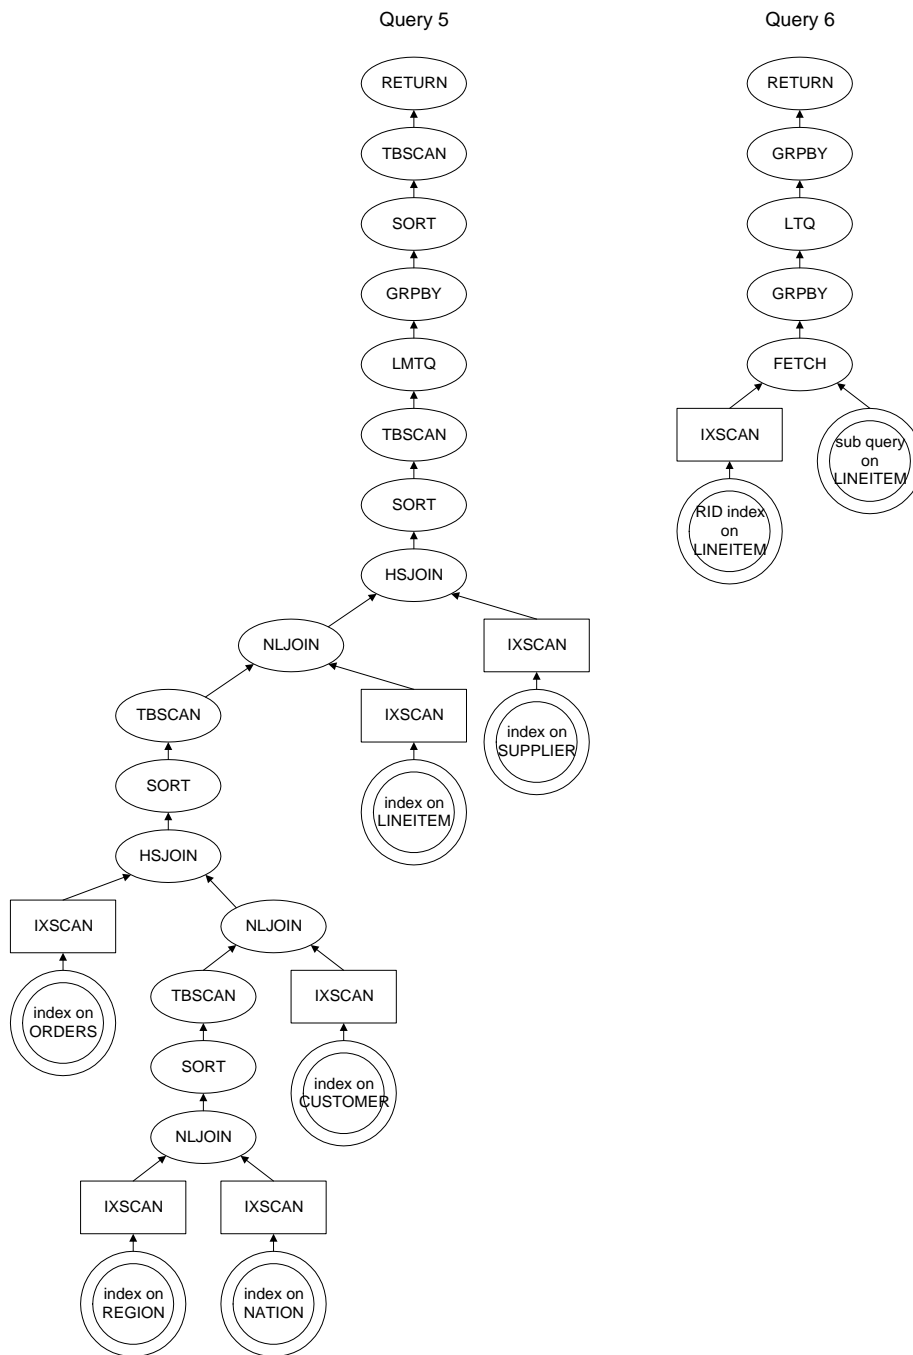 Query 5
Query 6
RETURN
RETURN
TBSCAN
GRPBY
SORT
LTQ
GRPBY
GRPBY
LMTQ
FETCH
TBSCAN
IXSCAN
sub query
on
LINEITEM
SORT
RID index
on
LINEITEM
HSJOIN
NLJOIN
IXSCAN
TBSCAN
IXSCAN
index on
SUPPLIER
SORT
index on
LINEITEM
HSJOIN
IXSCAN
NLJOIN
index on
ORDERS
TBSCAN
IXSCAN
SORT
index on
CUSTOMER
NLJOIN
IXSCAN
IXSCAN
index on
REGION
index on
NATION